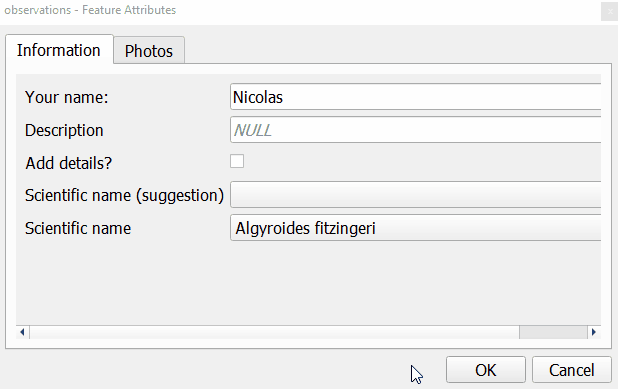 observations - Feature Attributes
Information
Photos
Your name: Nicolas
Description NULL
Add details?
Scientific name (suggestion)
Scientific name Algyroides fitzingeri
OK Cancel